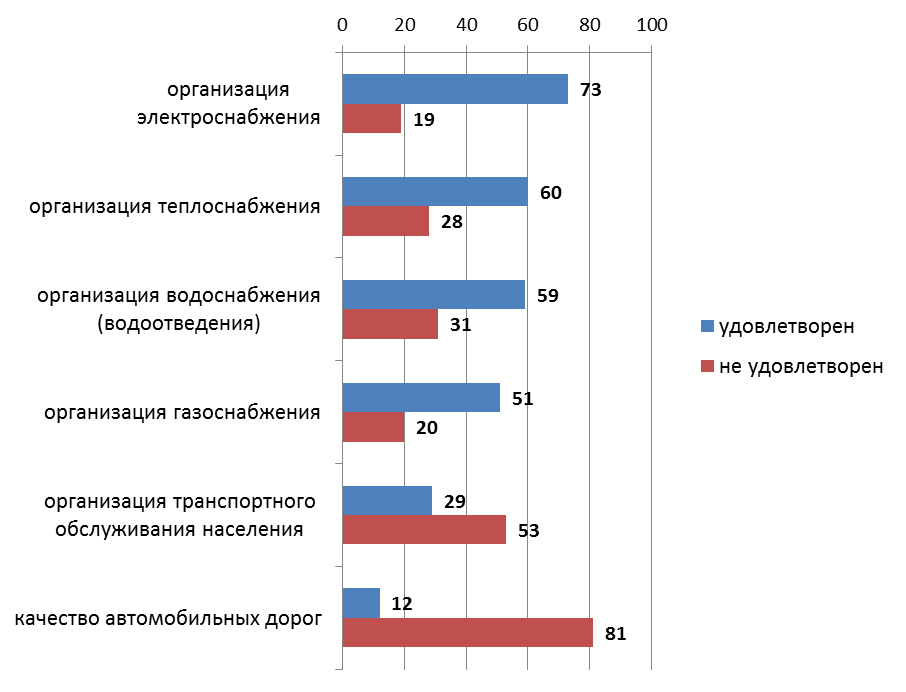 0 20 40 60 80 100
организация
электроснабжения
73
19
организация теплоснабжения
60
28
организация водоснабжения
(водоотведения)
59
31
организация газоснабжения
51
20
организация транспортного
обслуживания населения
29
53
качество автомобильных дорог
12
81
удовлетворен
не удовлетворен